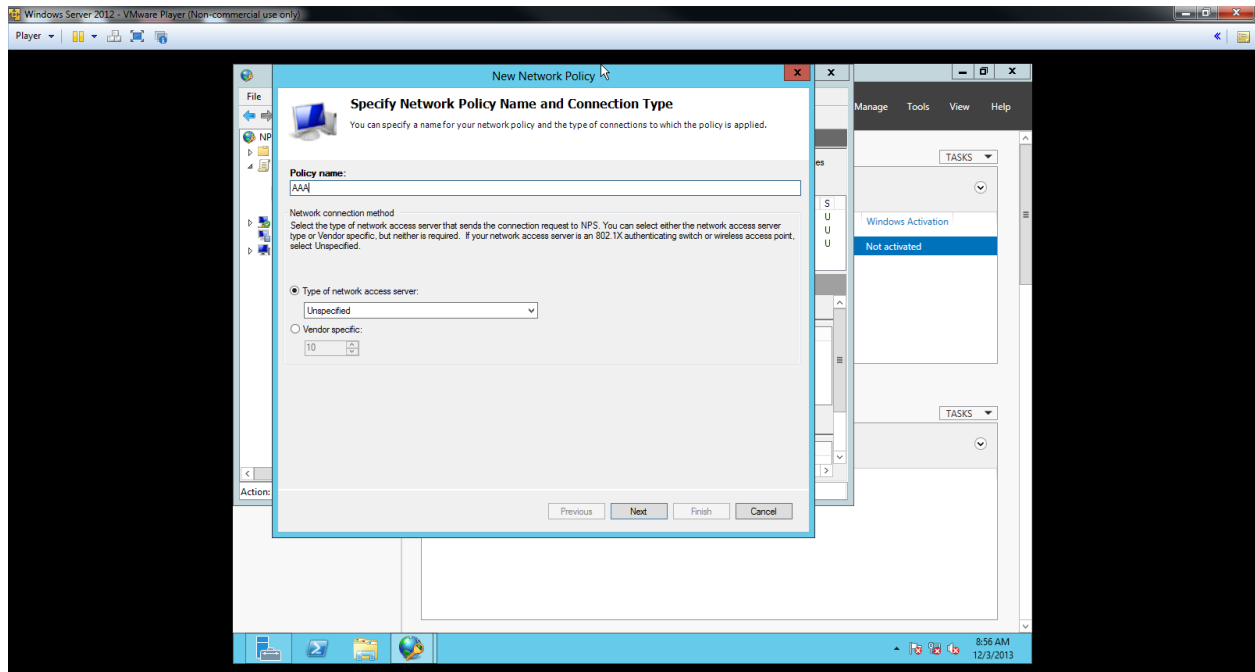 Windows Server 2012 - VMware Player (Non-commercial use only)
Player
New Network Policy
File
Manage Tools View Help
Specify Network Policy Name and Connection Type
You can specify a name for your network policy and the type of connections to which the policy is applied.
NP
es
TASKS
Policy name:
AAA
S
U
U
U
Windows Activation
Not activated
Network connection method
Select the type of network access server that sends the connection request to NPS. You can select either the network access server
type or Vendor specific, but neither is required. If your network access server is an 802.1X authenticating switch or wireless access point,
select Unspecified.
Type of network access server:
Unspecified
Vendor specific:
10
TASKS
Action:
Previous Next Finish Cancel
8:56 AM
12/3/2013